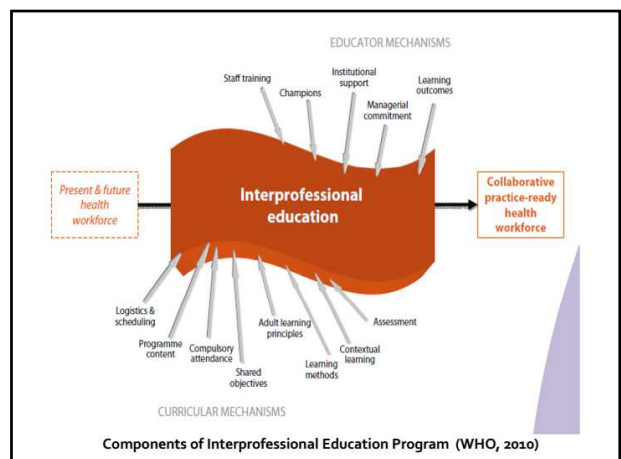 EDUCATOR MECHANISMS
Staff training
Champions
Institutional
support
Managerial
commitment
Learning
outcomes
Present & future
health
workforce
Interprofessional
education
Collaborative
practice-ready
health
workforce
Logistics &
scheduling
Programme
content
Compulsory
attendance
Shared
objectives
Adult learning
principles
Learning
methods
Contextual
learning
Assessment
CURRICULAR MECHANISMS
Components of Interprofessional Education Program (WHO, 2010)